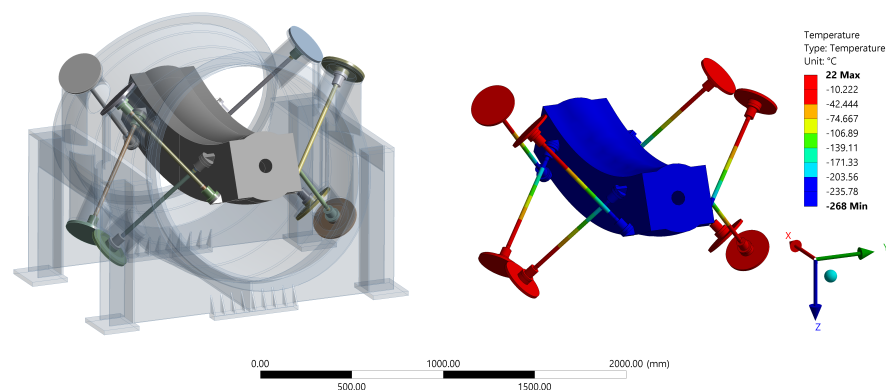 Temperature
Type: Temperature
Unit: °C
22 Max
-10.222
-42.444
-74.667
-106.89
-139.11
-171.33
-203.56
-235.78
-268 Min
X
Y
Z
0.00 1000.00 2000.00 (mm)
500.00 1500.00